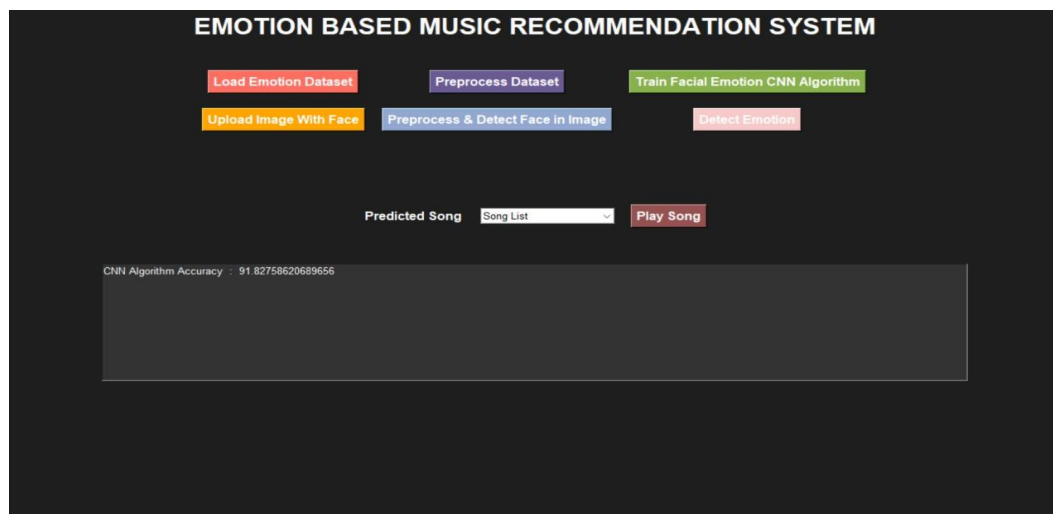 EMOTION BASED MUSIC RECOMMENDATION SYSTEM
Load Emotion Dataset
Preprocess Dataset
Train Facial Emotion CNN Algorithm
Upload Image With Face
Preprocess & Detect Face in Image
Detect Emotion
Predicted Song
Song List
Play Song
CNN Algorithm Accuracy : 91.82758620689656